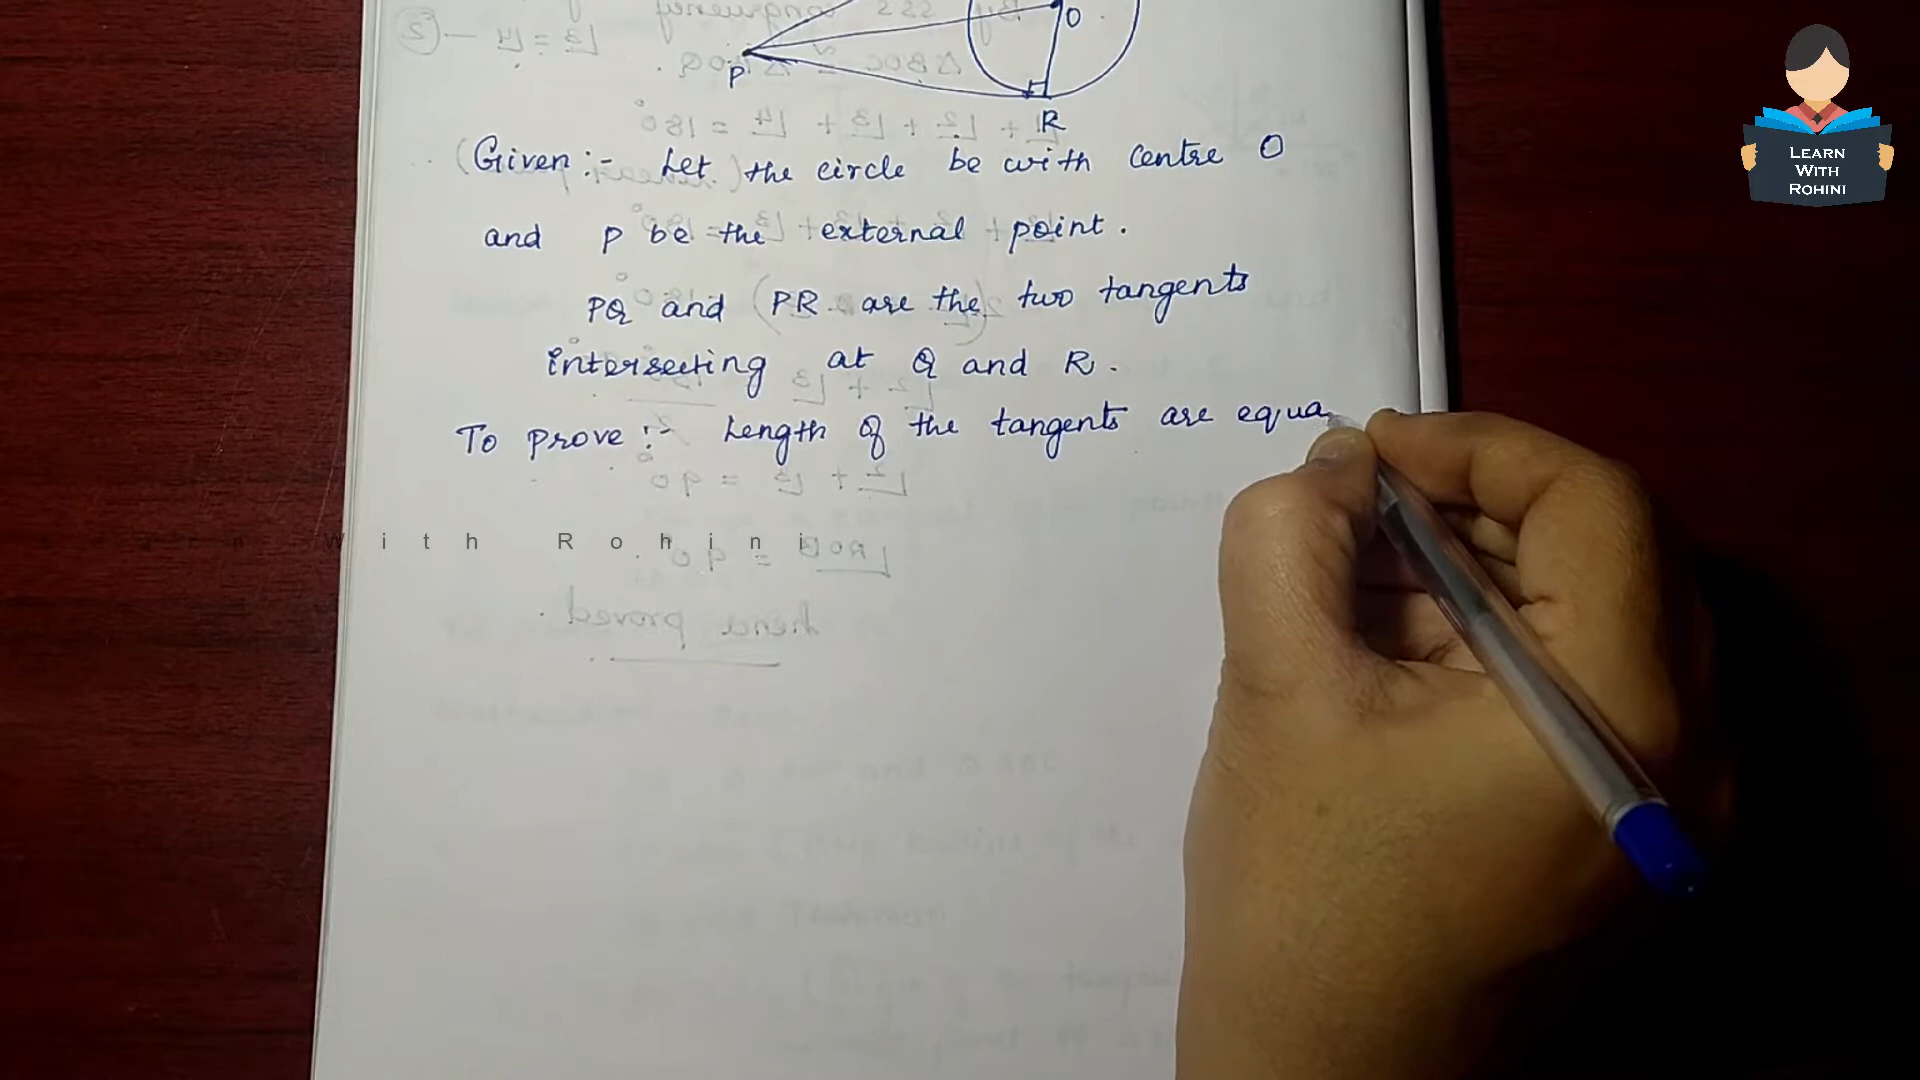 O
P
R
Given :- Let the circle be with centre O
and P be the external point.
PQ and PR are the two tangents
intersecting at Q and R.
To prove :- Length of the tangents are equa
With Rohini
LEARN
WITH
ROHINI